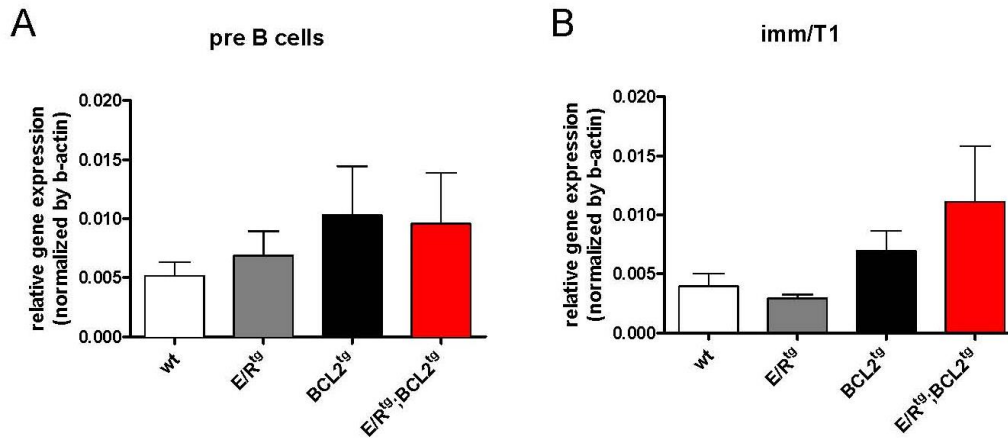 A
pre B cells
relative gene expression
(normalized by b-actin)
0.020
0.015
0.010
0.005
0.000
wt
E/Rᵗᵍ
BCL2ᵗᵍ
E/Rᵗᵍ;BCL2ᵗᵍ
B
imm/T1
relative gene expression
(normalized by b-actin)
0.020
0.015
0.010
0.005
0.000
wt
E/Rᵗᵍ
BCL2ᵗᵍ
E/Rᵗᵍ;BCL2ᵗᵍ